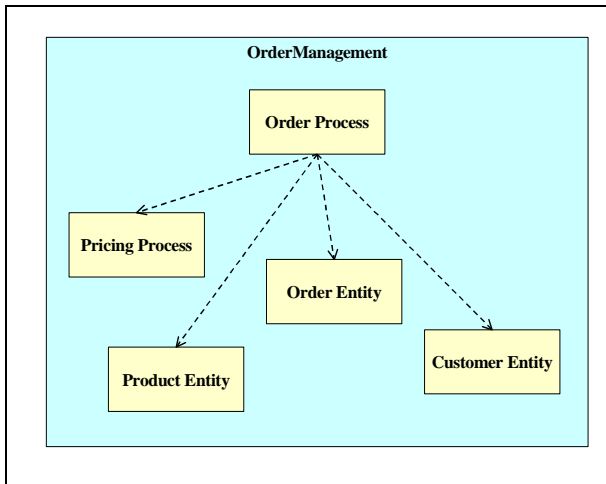 OrderManagement
Order Process
Pricing Process
Order Entity
Customer Entity
Product Entity